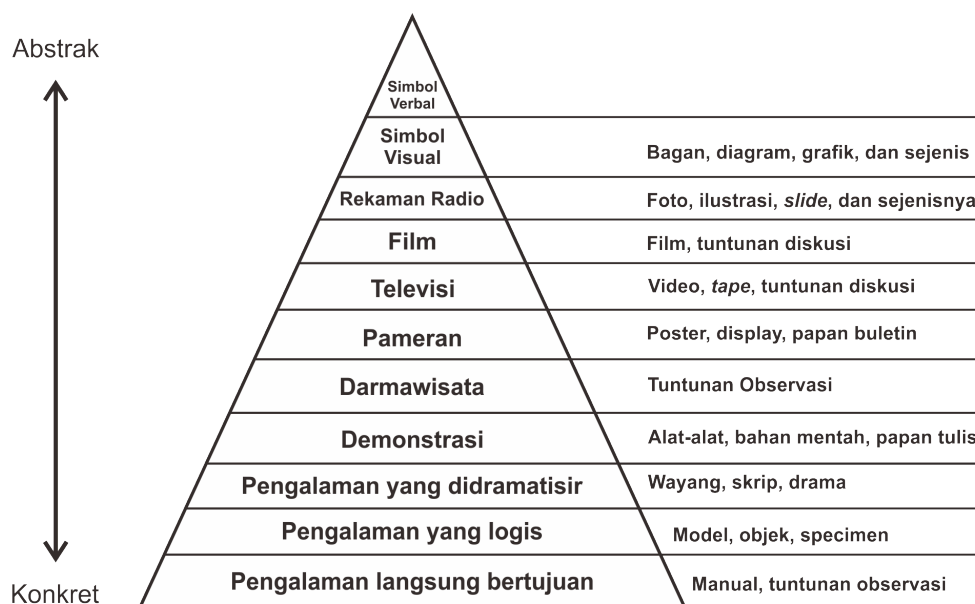 Abstrak
Simbol
Verbal
Simbol
Visual
Bagan, diagram, grafik, dan sejenis
Rekaman Radio
Foto, ilustrasi, slide, dan sejenisnya
Film
Film, tuntunan diskusi
Televisi
Video, tape, tuntunan diskusi
Pameran
Poster, display, papan buletin
Darmawisata
Tuntunan Observasi
Demonstrasi
Alat-alat, bahan mentah, papan tulis
Pengalaman yang didramatisir
Wayang, skrip, drama
Pengalaman yang logis
Model, objek, specimen
Konkret
Pengalaman langsung bertujuan
Manual, tuntunan observasi